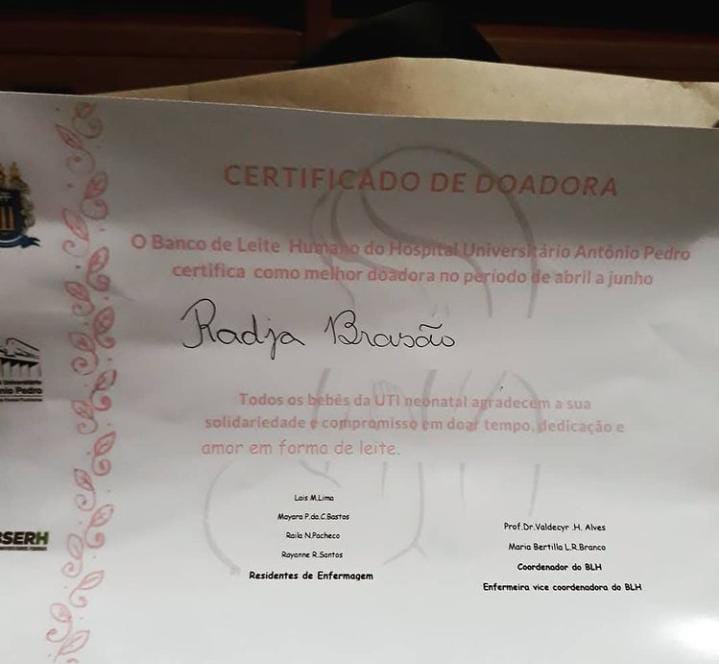 CERTIFICADO DE DOADORA
O Banco de Leite Humano do Hospital Universitário Antônio Pedro
certifica como melhor doadora no período de abril a junho
Radja Brasão
Todos os bebês da UTI neonatal agradecem a sua
solidariedade e compromisso em doar tempo, dedicação e
amor em forma de leite.
Lais M.Lima
Mayara P.da.C.Bastos
Raila N.Pacheco
Rayanne R.Santos
Residentes de Enfermagem
Prof.Dr.Valdecyr .H. Alves
Maria Bertilla L.R.Branco
Coordenador do BLH
Enfermeira vice coordenadora do BLH
nio Pedro
SERH